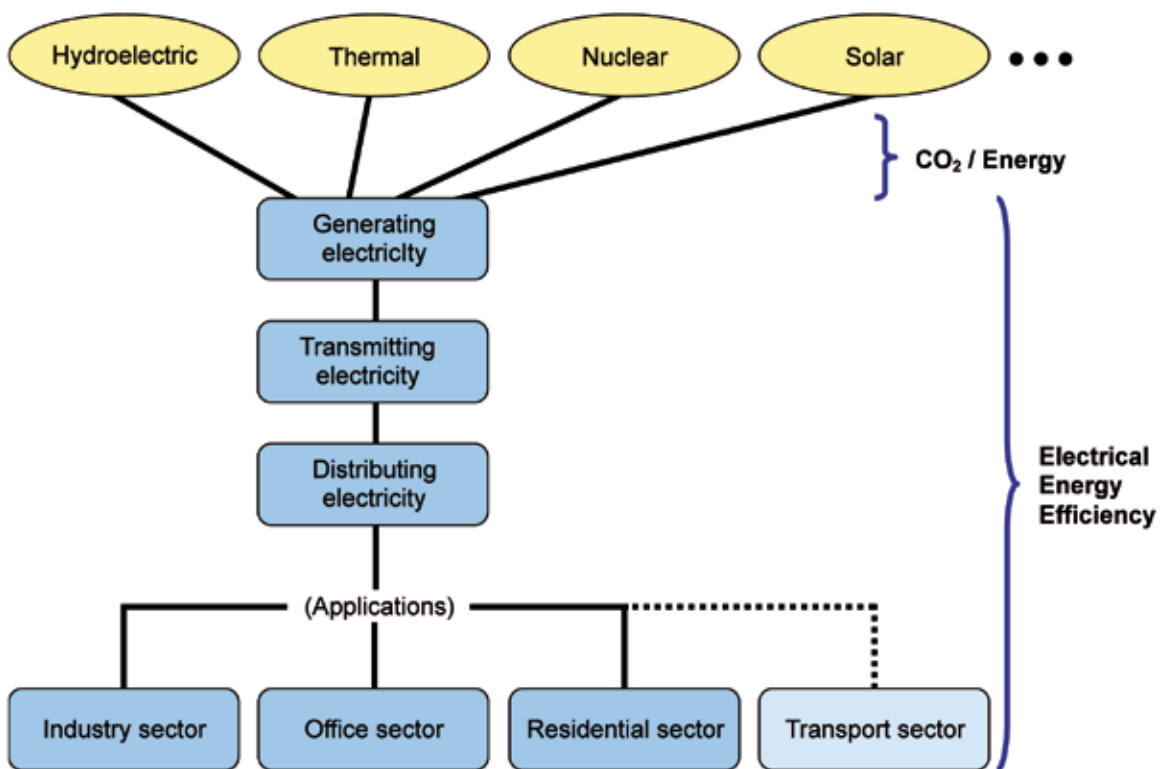 Hydroelectric
Thermal
Nuclear
Solar
•••
CO₂ / Energy
Generating
electricIty
Transmitting
electricity
Distributing
electricity
Electrical
Energy
Efficiency
(Applications)
Industry sector
Office sector
Residential sector
Transport sector